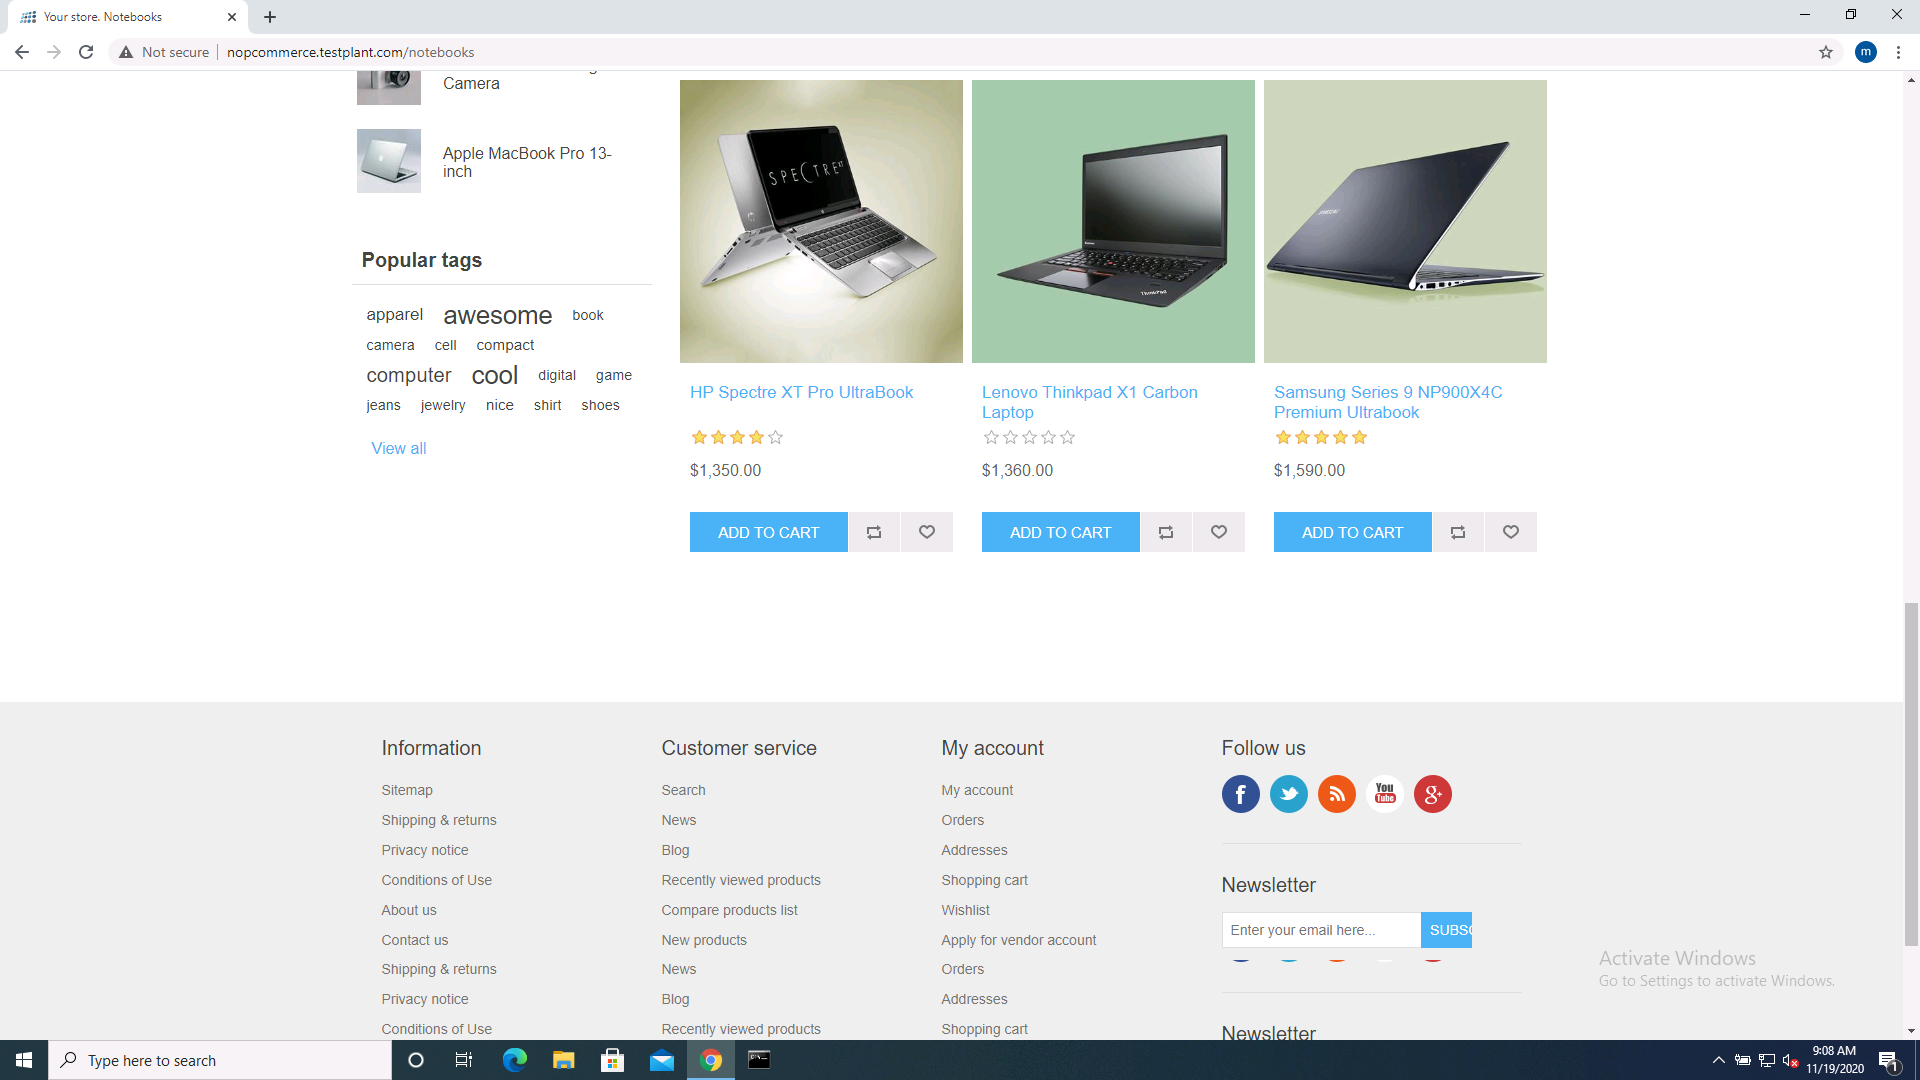 Your store. Notebooks
Not secure
nopcommerce.testplant.com/notebooks
m
Camera
Apple MacBook Pro 13-
inch
Popular tags
apparel awesome book
camera cell compact
computer cool digital game
jeans jewelry nice shirt shoes
View all
SPECTRE XT
ThinkPad
SAMSUNG
HP Spectre XT Pro UltraBook
$1,350.00
ADD TO CART
Lenovo Thinkpad X1 Carbon
Laptop
$1,360.00
ADD TO CART
Samsung Series 9 NP900X4C
Premium Ultrabook
$1,590.00
ADD TO CART
Information
Sitemap
Shipping & returns
Privacy notice
Conditions of Use
About us
Contact us
Shipping & returns
Privacy notice
Conditions of Use
Customer service
Search
News
Blog
Recently viewed products
Compare products list
New products
News
Blog
Recently viewed products
My account
My account
Orders
Addresses
Shopping cart
Wishlist
Apply for vendor account
Orders
Addresses
Shopping cart
Follow us
You
Tube
Newsletter
Enter your email here...
SUBSC
Newsletter
Activate Windows
Go to Settings to activate Windows.
Type here to search
9:08 AM
11/19/2020
1